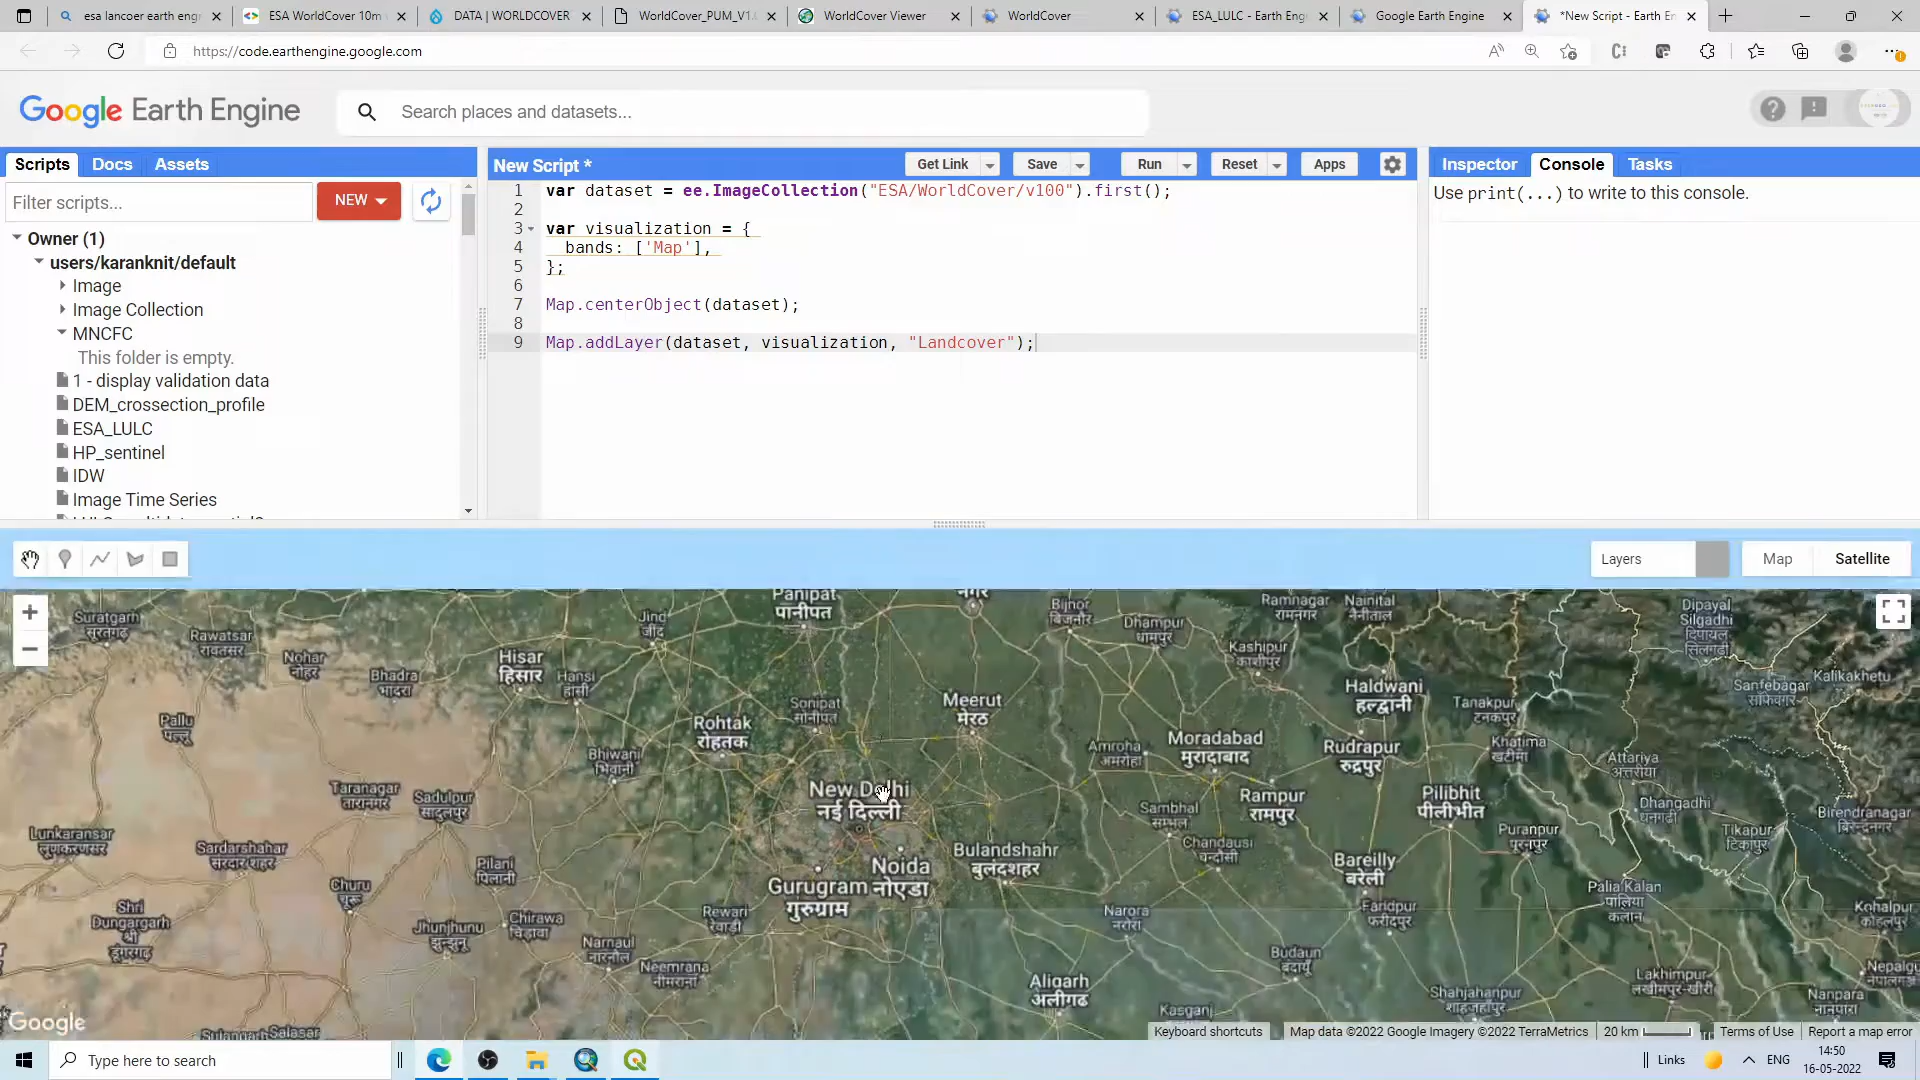 esa lancoer earth eng
ESA WorldCover 10m
DATA | WORLDCOVER
WorldCover_PUM_V1.
WorldCover Viewer
WorldCover
ESA_LULC - Earth Eng
Google Earth Engine
*New Script - Earth En
https://code.earthengine.google.com
Google Earth Engine
Search places and datasets...
Scripts
Docs
Assets
New Script *
Get Link
Save
Run
Reset
Apps
Inspector
Console
Tasks
Filter scripts...
NEW
Owner (1)
users/karanknit/default
Image
Image Collection
MNCFC
This folder is empty.
1 - display validation data
DEM_crossection_profile
ESA_LULC
HP_sentinel
IDW
Image Time Series
1 var dataset = ee.ImageCollection("ESA/WorldCover/v100").first();
2
3 var visualization = {
4 bands: ['Map'],
5 };
6
7 Map.centerObject(dataset);
8
9 Map.addLayer(dataset, visualization, "Landcover");
Use print(...) to write to this console.
Layers
Map
Satellite
Suratgarh
सूरतगढ़
Rawatsar
रावतसर
Nohar
नोहर
Bhadra
भादरा
Hisar
हिसार
Hansi
हांसी
Jind
जींद
Panipat
पानीपत
Bijnor
बिजनौर
Dhampur
धामपुर
Ramnagar
रामनगर
Nainital
नैनीताल
Kashipur
काशीपुर
Dipayal
Silgadhi
दिपायल
सिलगढी
Kalikakhetu
Sanfebagar
साँफेबगर
Pallu
पल्लू
Rohtak
रोहतक
Sonipat
सोनीपत
Meerut
मेरठ
Haldwani
हल्द्वानी
Tanakpur
टनकपुर
Bhiwani
भिवानी
Amroha
अमरोहा
Moradabad
मुरादाबाद
Rudrapur
रुद्रपुर
Khatima
खटीमा
Attariya
अत्तरीया
Taranagar
तारानगर
Sadulpur
सादुलपुर
New Delhi
नई दिल्ली
Sambhal
सम्भल
Rampur
रामपुर
Pilibhit
पीलीभीत
Dhangadhi
धनगढी
Birendranagar
बिरेन्द्रनगर
Lunkaransar
लूणकरणसर
Sardarshahar
सरदारशहर
Pilani
पिलानी
Bulandshahr
बुलंदशहर
Chandausi
चन्दौसी
Puranpur
पूरनपुर
Tikapur
टिकापुर
Churu
चूरू
Noida
नोएडा
Gurugram
गुरुग्राम
Bareilly
बरेली
Palia Kalan
पालिया
कलान
Shri
Dungargarh
श्री
डूंगरगढ़
Jhunjhunu
झुन्झुनू
Chirawa
चिड़ावा
Rewari
रेवाड़ी
Narora
नरोरा
Faridpur
फरीदपुर
Kohalpur
कोहलपुर
Narnaul
नारनौल
Neemrana
नीमराना
Aligarh
अलीगढ़
Budaun
बदायूँ
Lakhimpur
लखीमपुर-खीरी
Shahjahanpur
शाहजहाँपुर
Kasganj
Nepalgu
Nanpara
नानपारा
Salasar
Google
Keyboard shortcuts
Map data ©2022 Google Imagery ©2022 TerraMetrics
20 km
Terms of Use
Report a map error
Type here to search
Links
ENG
14:50
16-05-2022